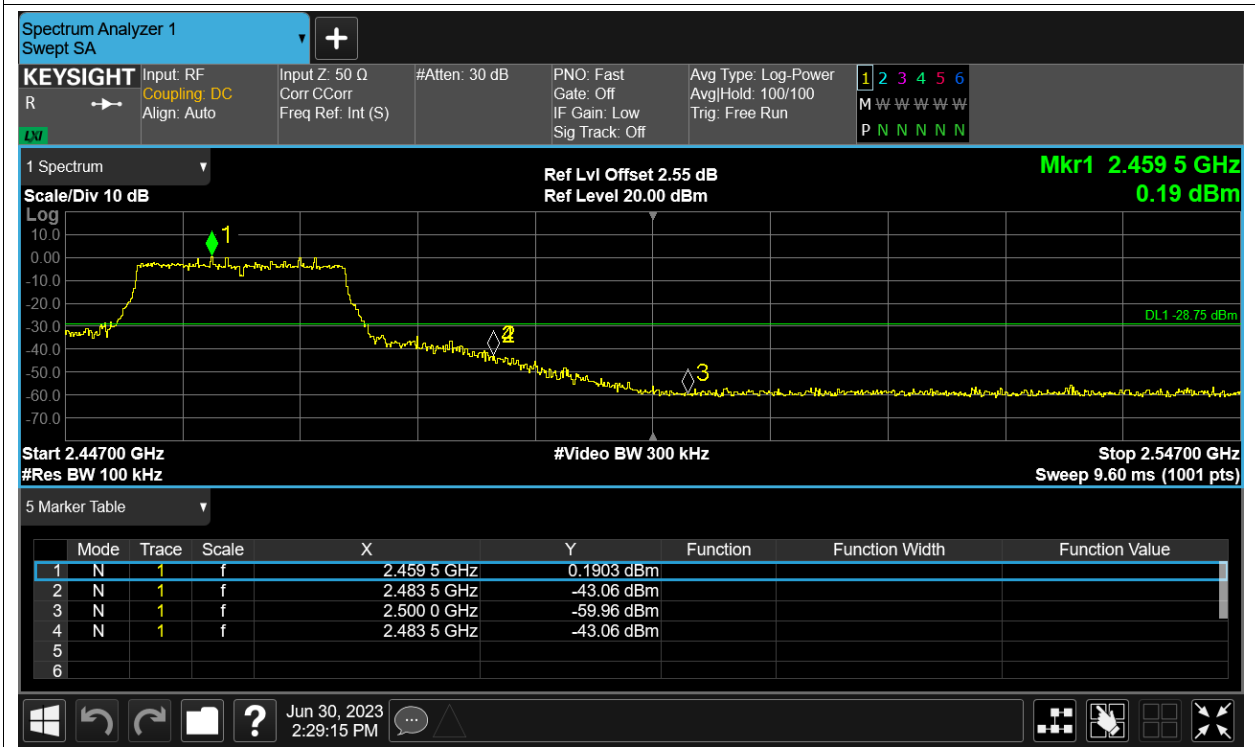 Spectrum Analyzer 1
Swept SA
+
KEYSIGHT Input: RF Input Z: 50 Ω #Atten: 30 dB PNO: Fast Avg Type: Log-Power 1 2 3 4 5 6
R Coupling: DC Corr CCorr Gate: Off Avg|Hold: 100/100 M W W W W W W
Align: Auto Freq Ref: Int (S) IF Gain: Low Trig: Free Run
LXI Sig Track: Off P N N N N N N
1 Spectrum Ref Lvl Offset 2.55 dB Mkr1 2.459 5 GHz
Scale/Div 10 dB Ref Level 20.00 dBm 0.19 dBm
Log
10.0
1
0.00
-10.0
-20.0
DL1 -28.75 dBm
-30.0
2
4
-40.0
-50.0
3
-60.0
-70.0
Start 2.44700 GHz #Video BW 300 kHz Stop 2.54700 GHz
#Res BW 100 kHz Sweep 9.60 ms (1001 pts)
5 Marker Table
Mode Trace Scale X Y Function Function Width Function Value
1 N 1 f 2.459 5 GHz 0.1903 dBm
2 N 1 f 2.483 5 GHz -43.06 dBm
3 N 1 f 2.500 0 GHz -59.96 dBm
4 N 1 f 2.483 5 GHz -43.06 dBm
5
6
? Jun 30, 2023
2:29:15 PM